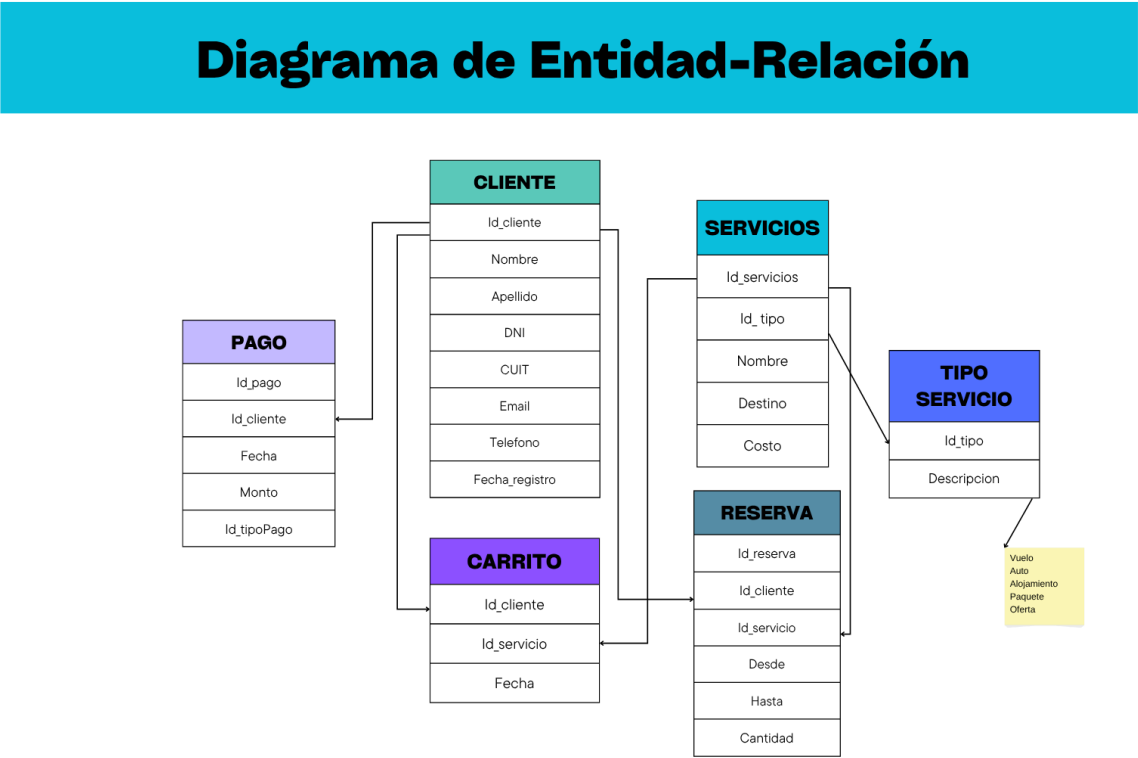 Diagrama de Entidad-Relación
CLIENTE
Id_cliente
Nombre
Apellido
DNI
CUIT
Email
Telefono
Fecha_registro
SERVICIOS
Id_servicios
Id_ tipo
Nombre
Destino
Costo
PAGO
Id_pago
Id_cliente
Fecha
Monto
Id_tipoPago
TIPO
SERVICIO
Id_tipo
Descripcion
CARRITO
Id_cliente
Id_servicio
Fecha
RESERVA
Id_reserva
Id_cliente
Id_servicio
Desde
Hasta
Cantidad
Vuelo
Auto
Alojamiento
Paquete
Oferta